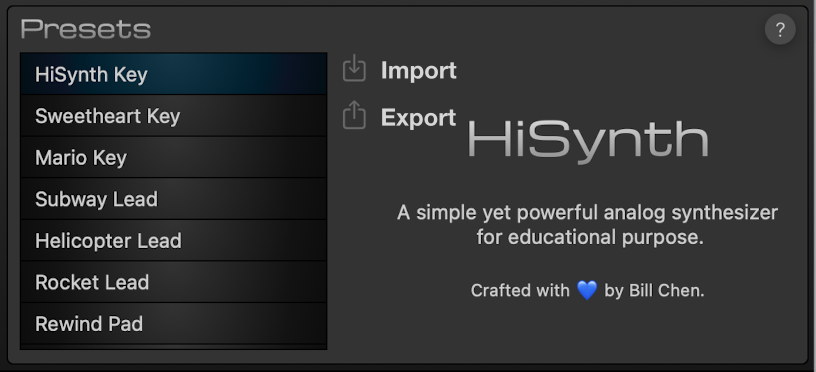 Presets
?
HiSynth Key
Sweetheart Key
Mario Key
Subway Lead
Helicopter Lead
Rocket Lead
Rewind Pad
Import
Export
HiSynth
A simple yet powerful analog synthesizer
for educational purpose.
Crafted with 💙 by Bill Chen.